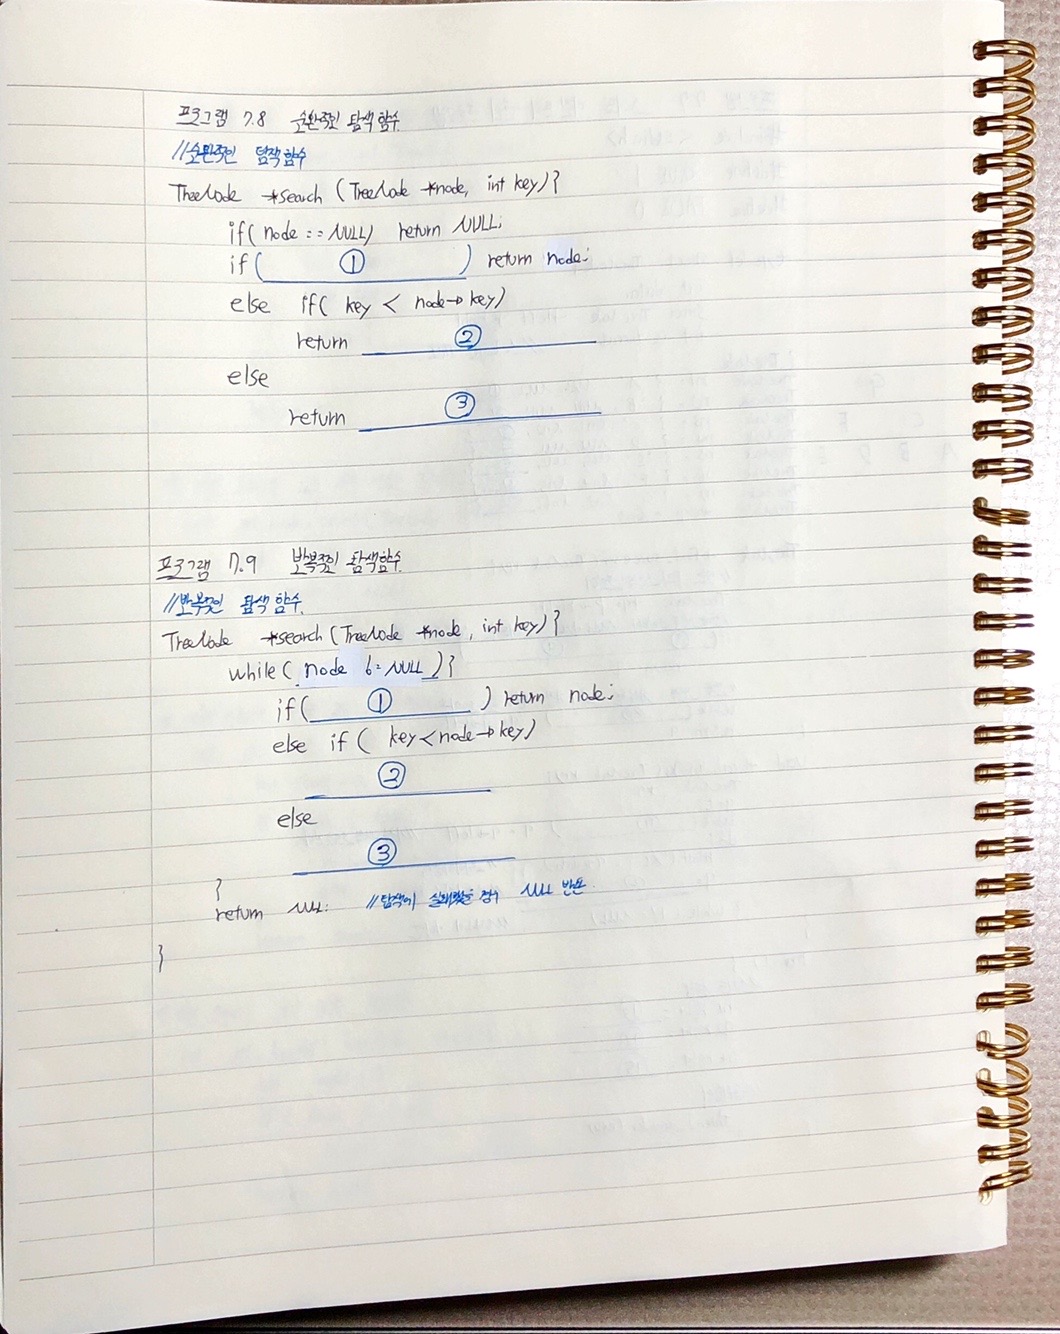 프로그램 7.8 순환적인 탐색함수
//순환적인 탐색함수
TreeNode *search (TreeNode *node, int key){
if( node == NULL) return NULL;
if( ① ) return node;
else if( key < node→key)
return ②
else
return ③
프로그램 7.9 반복적인 탐색함수
//반복적인 탐색함수
TreeNode *search (TreeNode *node, int key){
while( node != NULL ){
if( ① ) return node;
else if ( key<node→key)
②
else
③
}
return NULL; //탐색이 실패했을 경우 NULL 반환
}